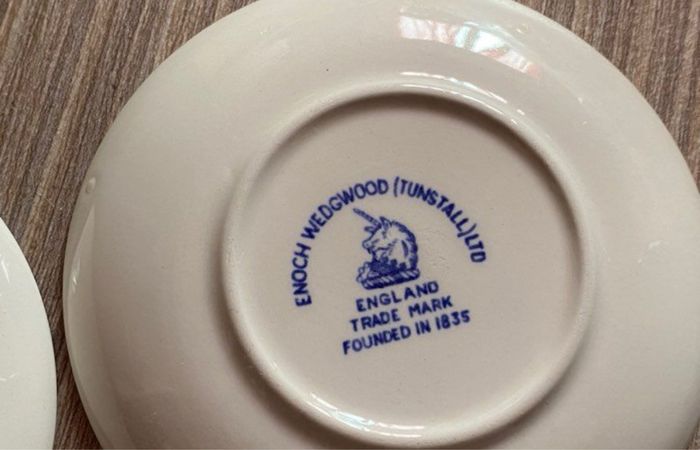 ENOCH WEDGWOOD (TUNSTALL) LTD
ENGLAND
TRADE MARK
FOUNDED IN 1835